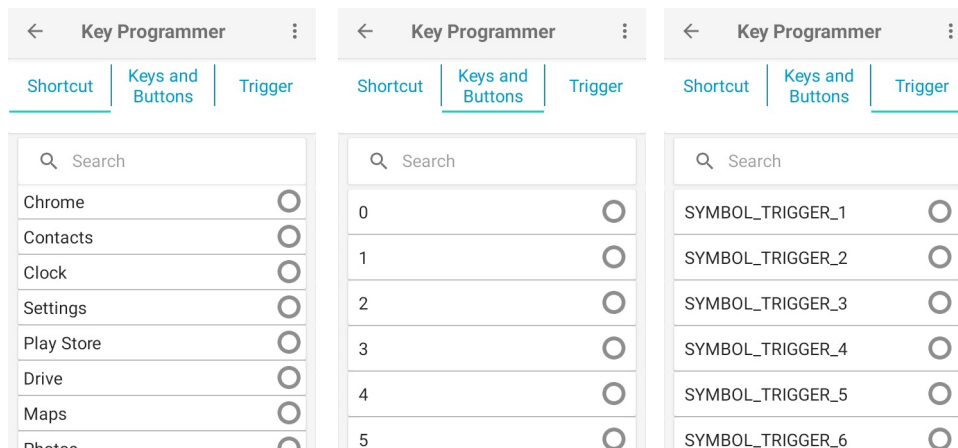 Key Programmer
Shortcut
Keys and
Buttons
Trigger
Search
Chrome
Contacts
Clock
Settings
Play Store
Drive
Maps
Photos
Key Programmer
Shortcut
Keys and
Buttons
Trigger
Search
0
1
2
3
4
5
Key Programmer
Shortcut
Keys and
Buttons
Trigger
Search
SYMBOL_TRIGGER_1
SYMBOL_TRIGGER_2
SYMBOL_TRIGGER_3
SYMBOL_TRIGGER_4
SYMBOL_TRIGGER_5
SYMBOL_TRIGGER_6